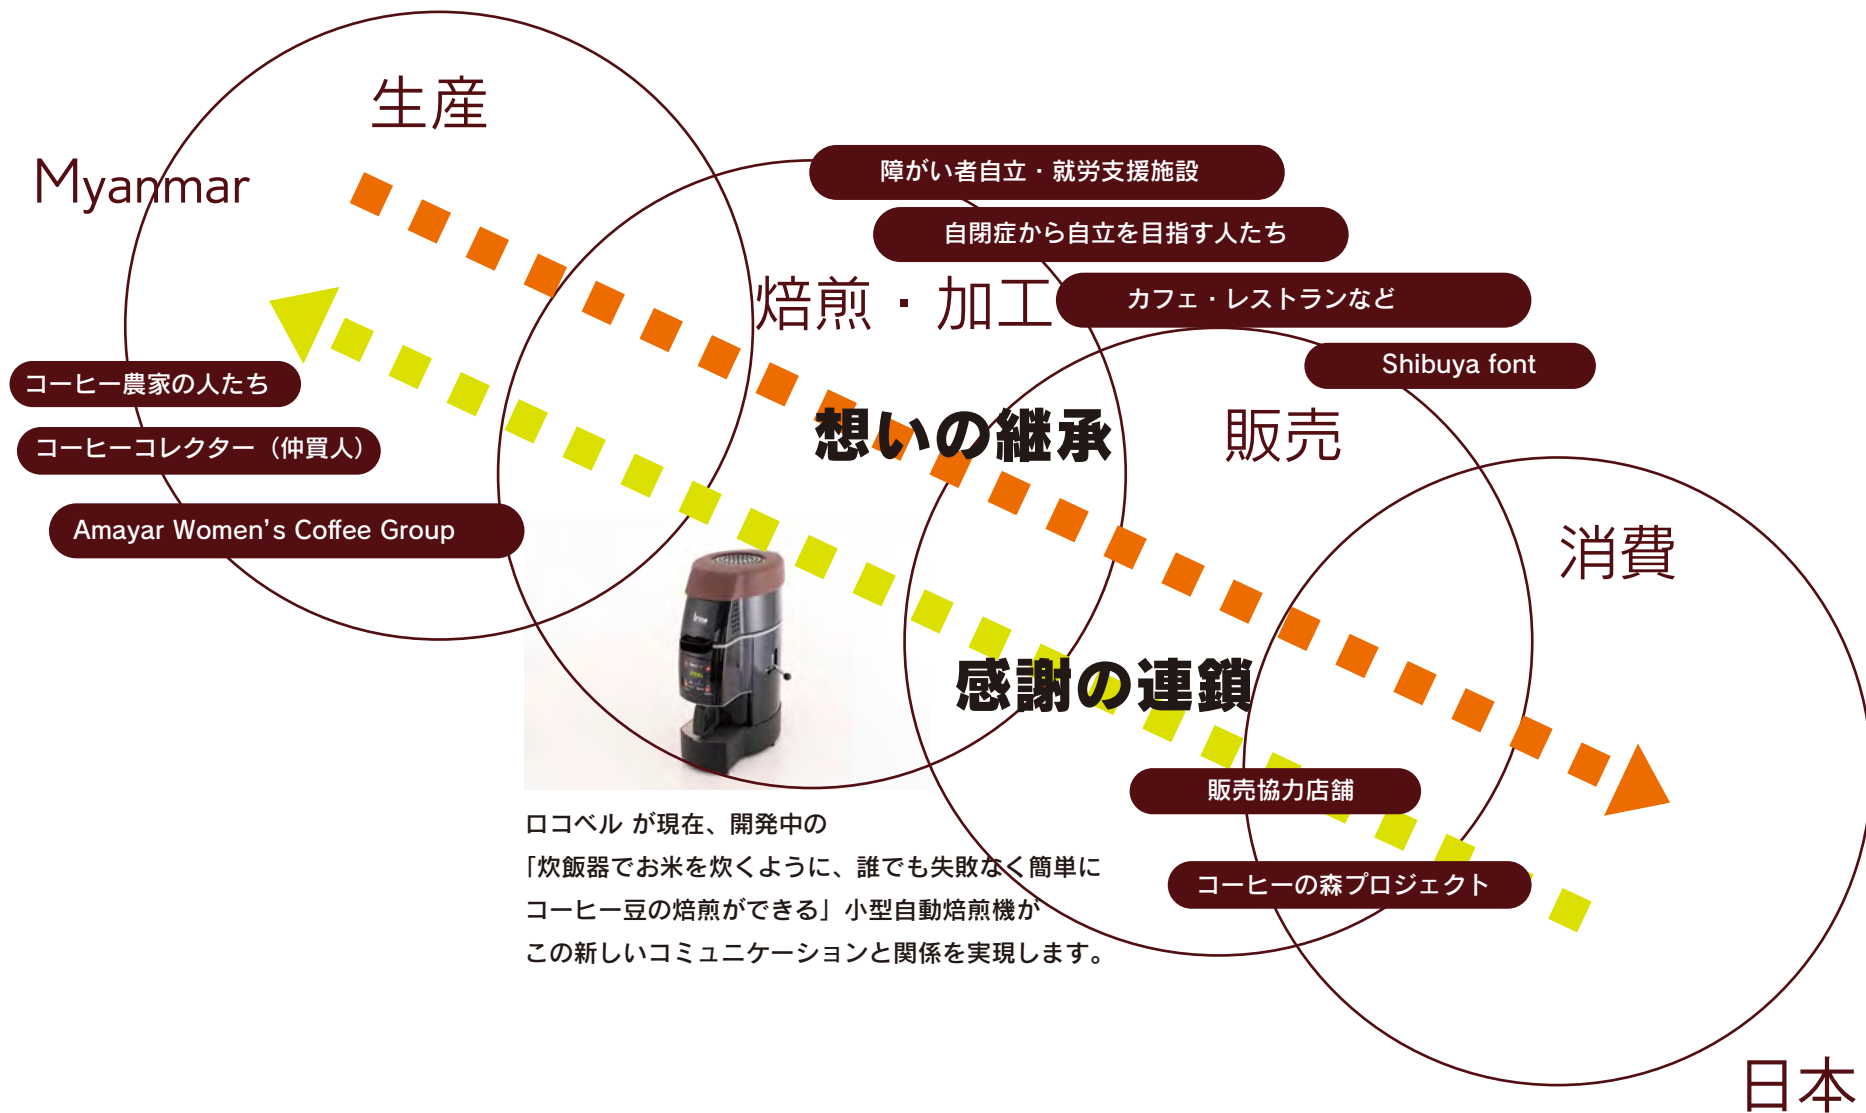 生産
Myanmar
障がい者自立・就労支援施設
自閉症から自立を目指す人たち
焙煎・加工
カフェ・レストランなど
Shibuya font
コーヒー農家の人たち
想いの継承
販売
コーヒーコレクター（仲買人）
Amayar Women’s Coffee Group
消費
感謝の連鎖
販売協力店舗
ロコベル が現在、開発中の
「炊飯器でお米を炊くように、誰でも失敗なく簡単に
コーヒー豆の焙煎ができる」小型自動焙煎機が
この新しいコミュニケーションと関係を実現します。
コーヒーの森プロジェクト
日本